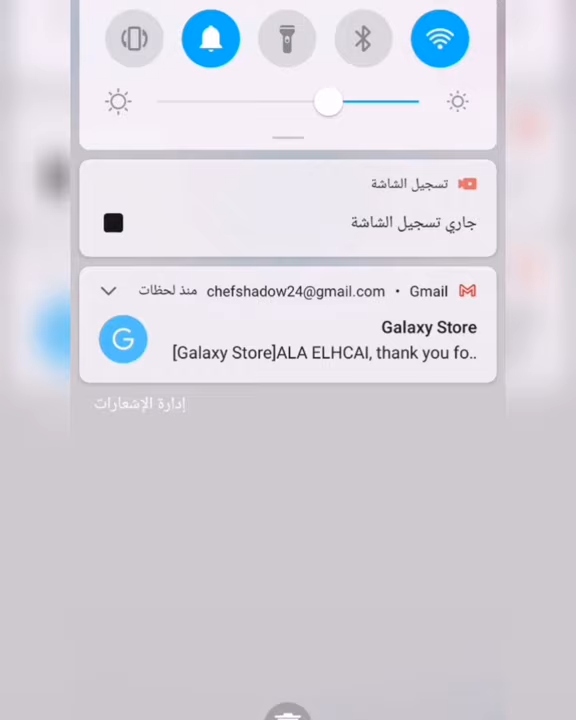 تسجيل الشاشة
جاري تسجيل الشاشة
Gmail • chefshadow24@gmail.com منذ لحظات
G
Galaxy Store
[Galaxy Store]ALA ELHCAI, thank you fo..
إدارة الإشعارات